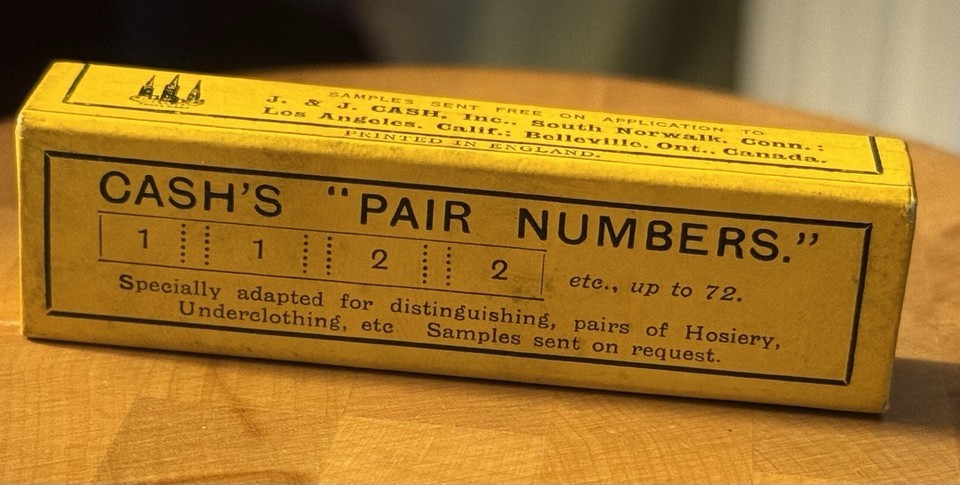 SAMPLES SENT FREE ON APPLICATION TO
J. & J. CASH, Inc., South Norwalk, Conn.;
Los Angeles, Calif.; Belleville, Ont., Canada.
PRINTED IN ENGLAND.
CASH'S "PAIR NUMBERS."
1 1 2 2 etc., up to 72.
Specially adapted for distinguishing, pairs of Hosiery,
Underclothing, etc Samples sent on request.